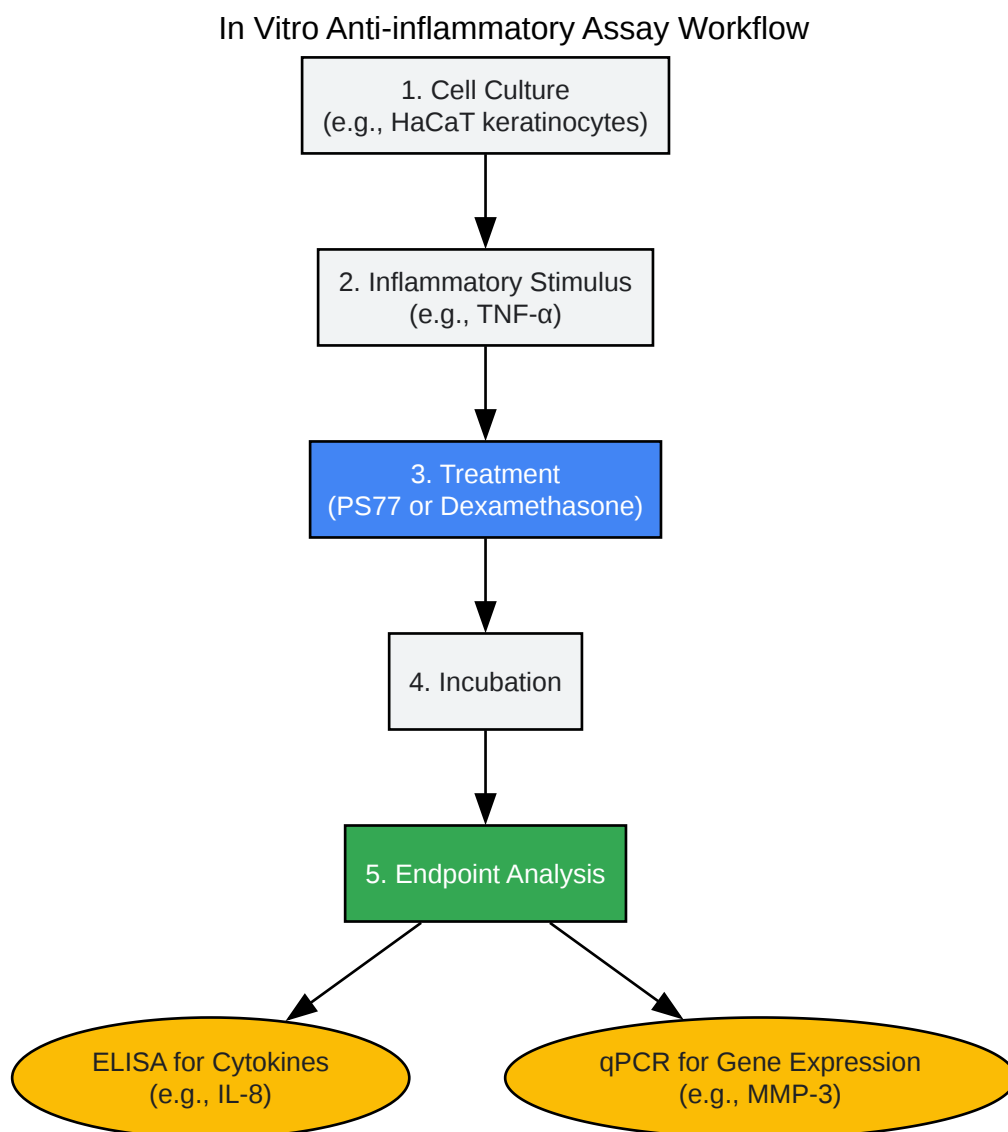 In Vitro Anti-inflammatory Assay Workflow
1. Cell Culture
(e.g., HaCaT keratinocytes)
2. Inflammatory Stimulus
(e.g., TNF-α)
3. Treatment
(PS77 or Dexamethasone)
4. Incubation
5. Endpoint Analysis
ELISA for Cytokines
(e.g., IL-8)
qPCR for Gene Expression
(e.g., MMP-3)